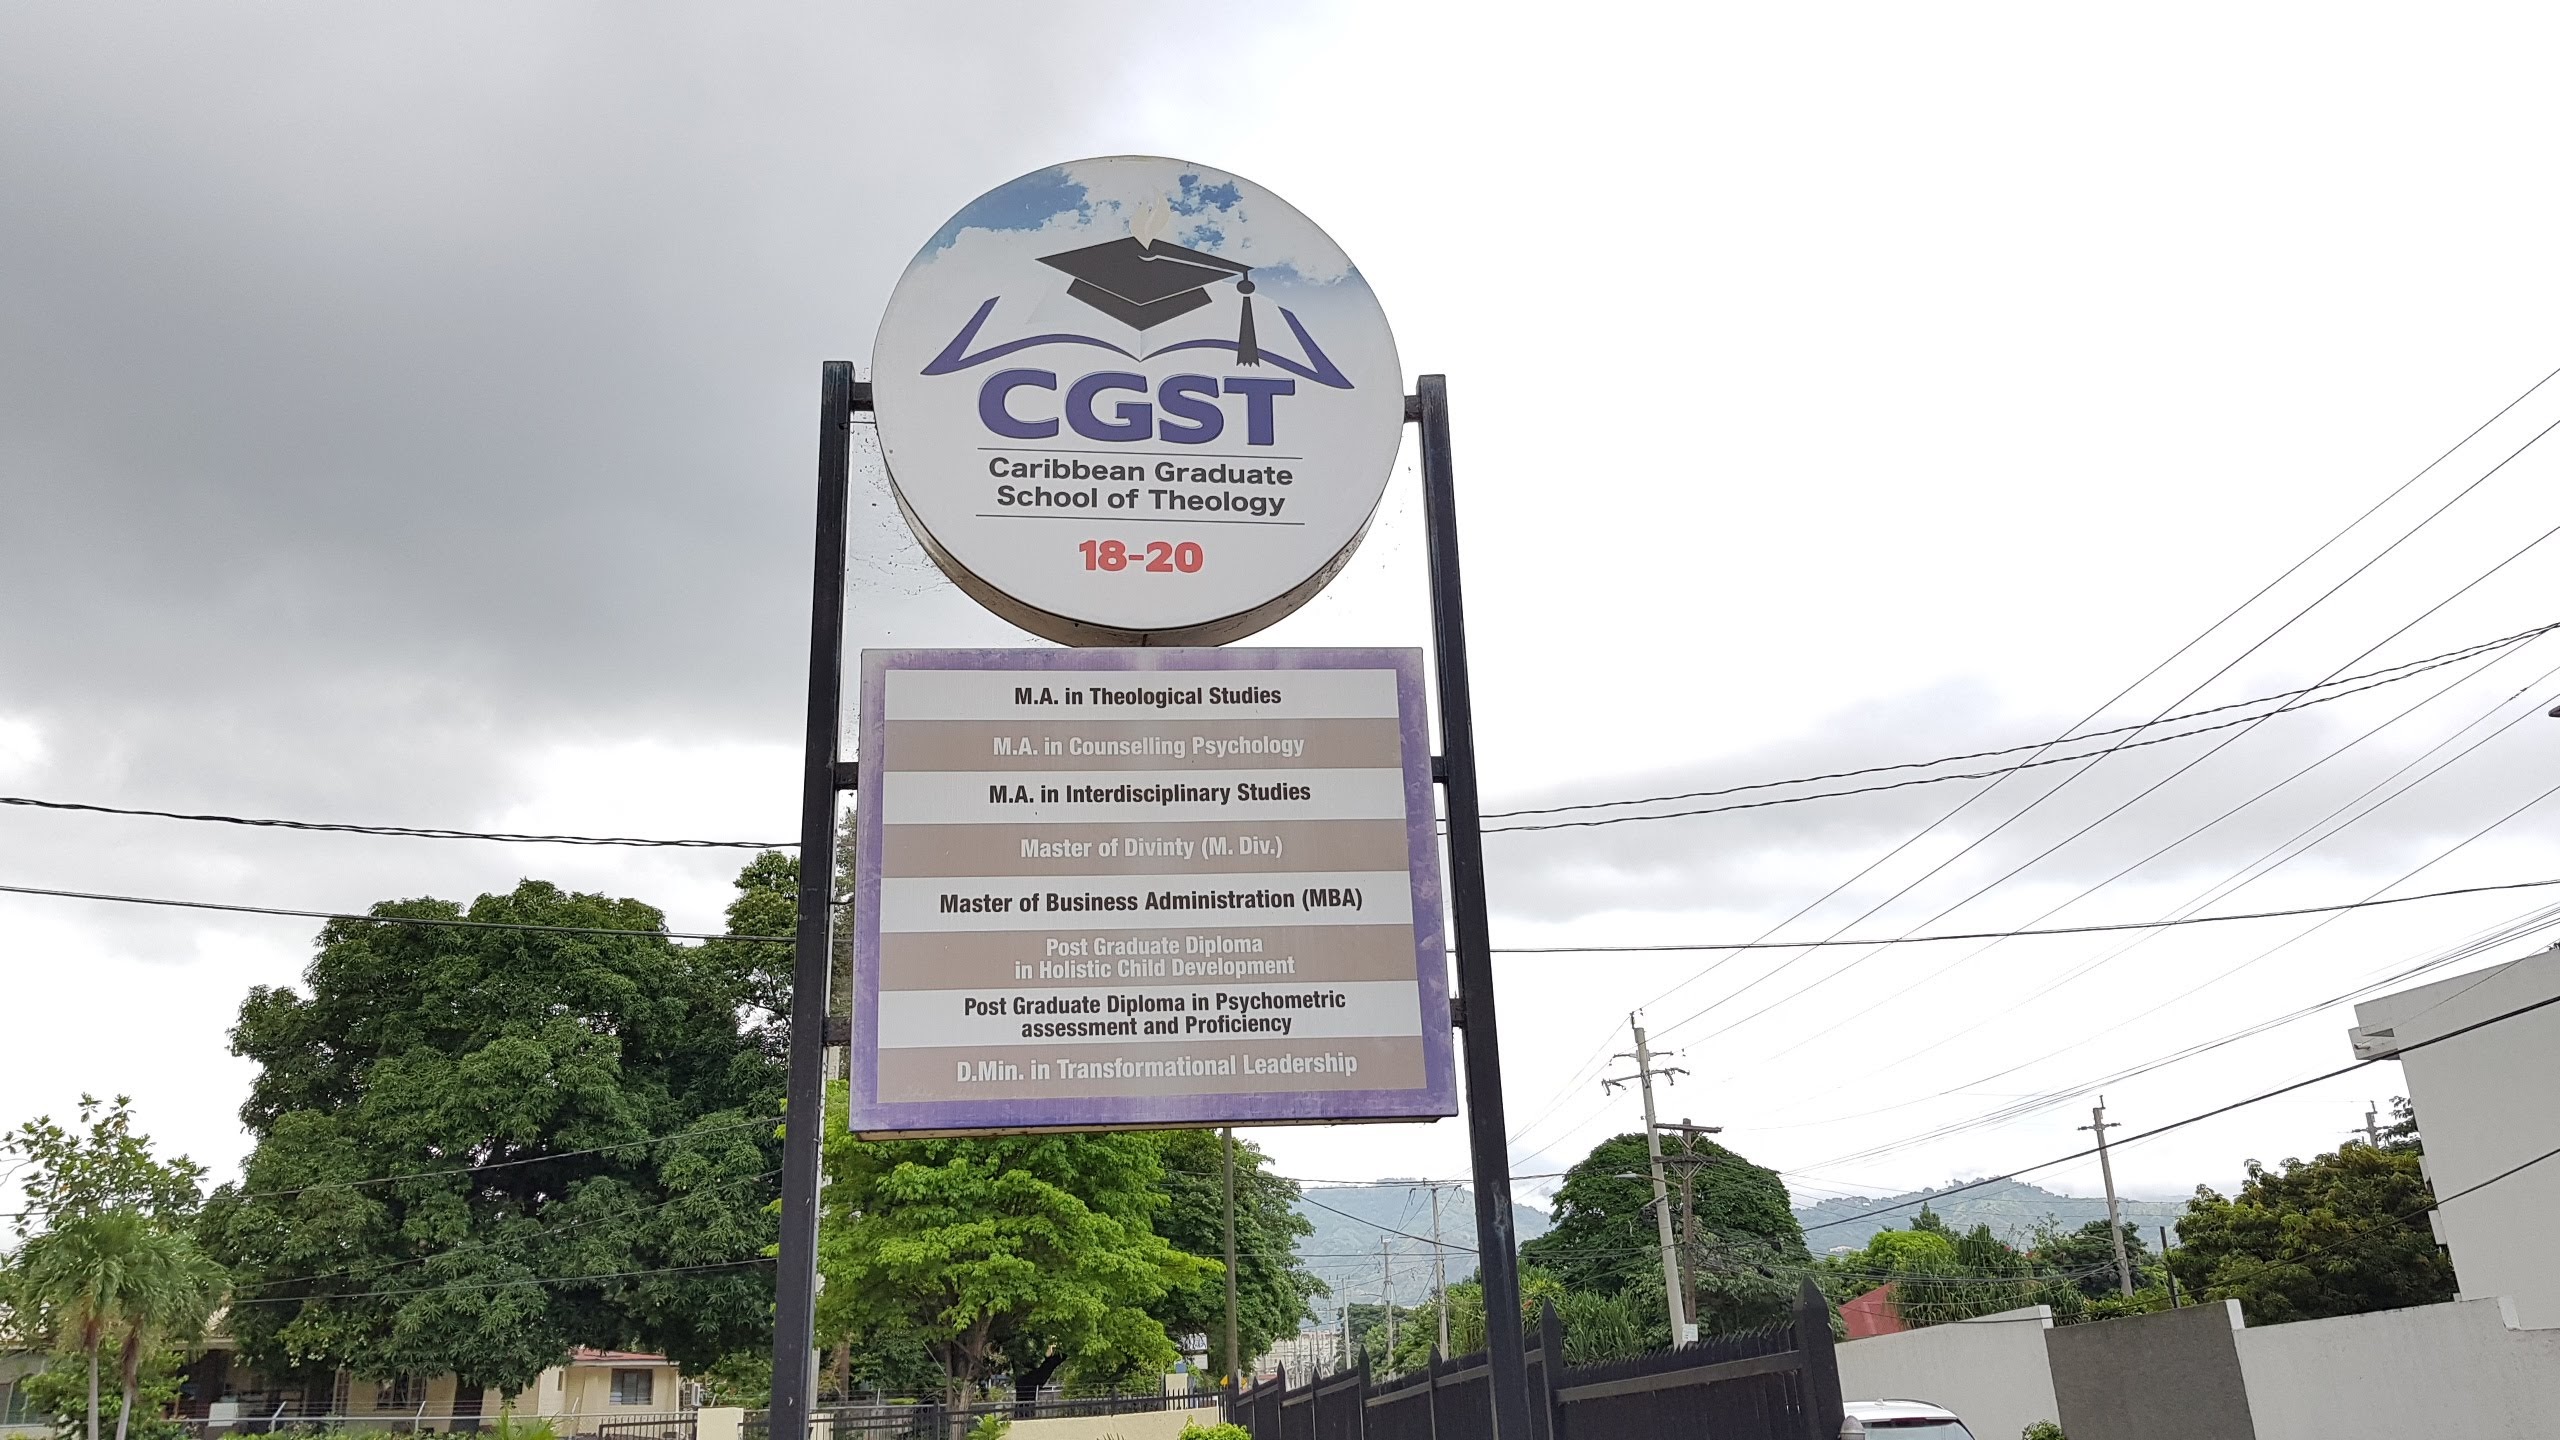 CGST
Caribbean Graduate
School of Theology
18-20
M.A. in Theological Studies
M.A. in Counselling Psychology
M.A. in Interdisciplinary Studies
Master of Divinty (M. Div.)
Master of Business Administration (MBA)
Post Graduate Diploma
in Holistic Child Development
Post Graduate Diploma in Psychometric
assessment and Proficiency
D.Min. in Transformational Leadership